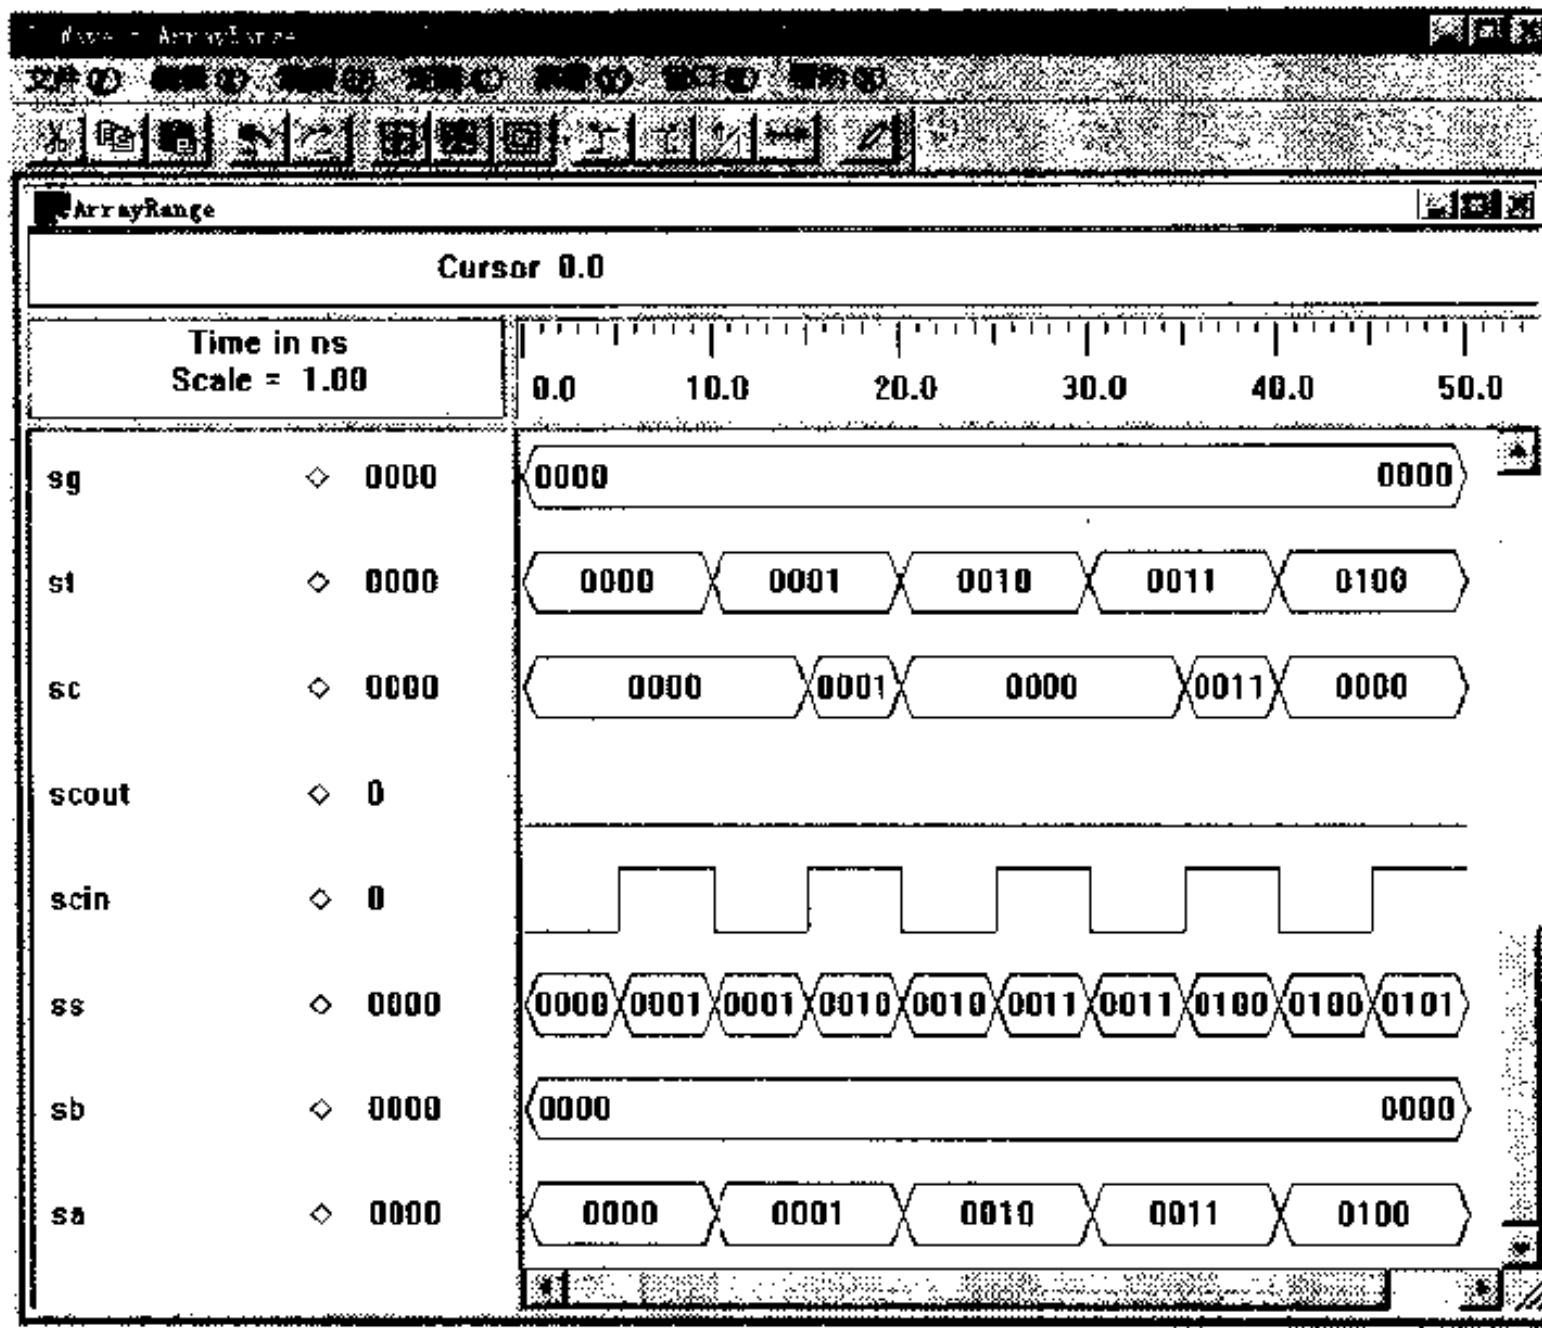 Wave - ArrayRange
ArrayRange
Cursor 0.0
Time in ns
Scale = 1.00
0.0 10.0 20.0 30.0 40.0 50.0
sg 0000 0000 0000
st 0000 0000 0001 0010 0011 0100
sc 0000 0000 0001 0000 0011 0000
scout 0
scin 0
ss 0000 0000 0001 0001 0010 0010 0011 0011 0100 0100 0101
sb 0000 0000 0000
sa 0000 0000 0001 0010 0011 0100